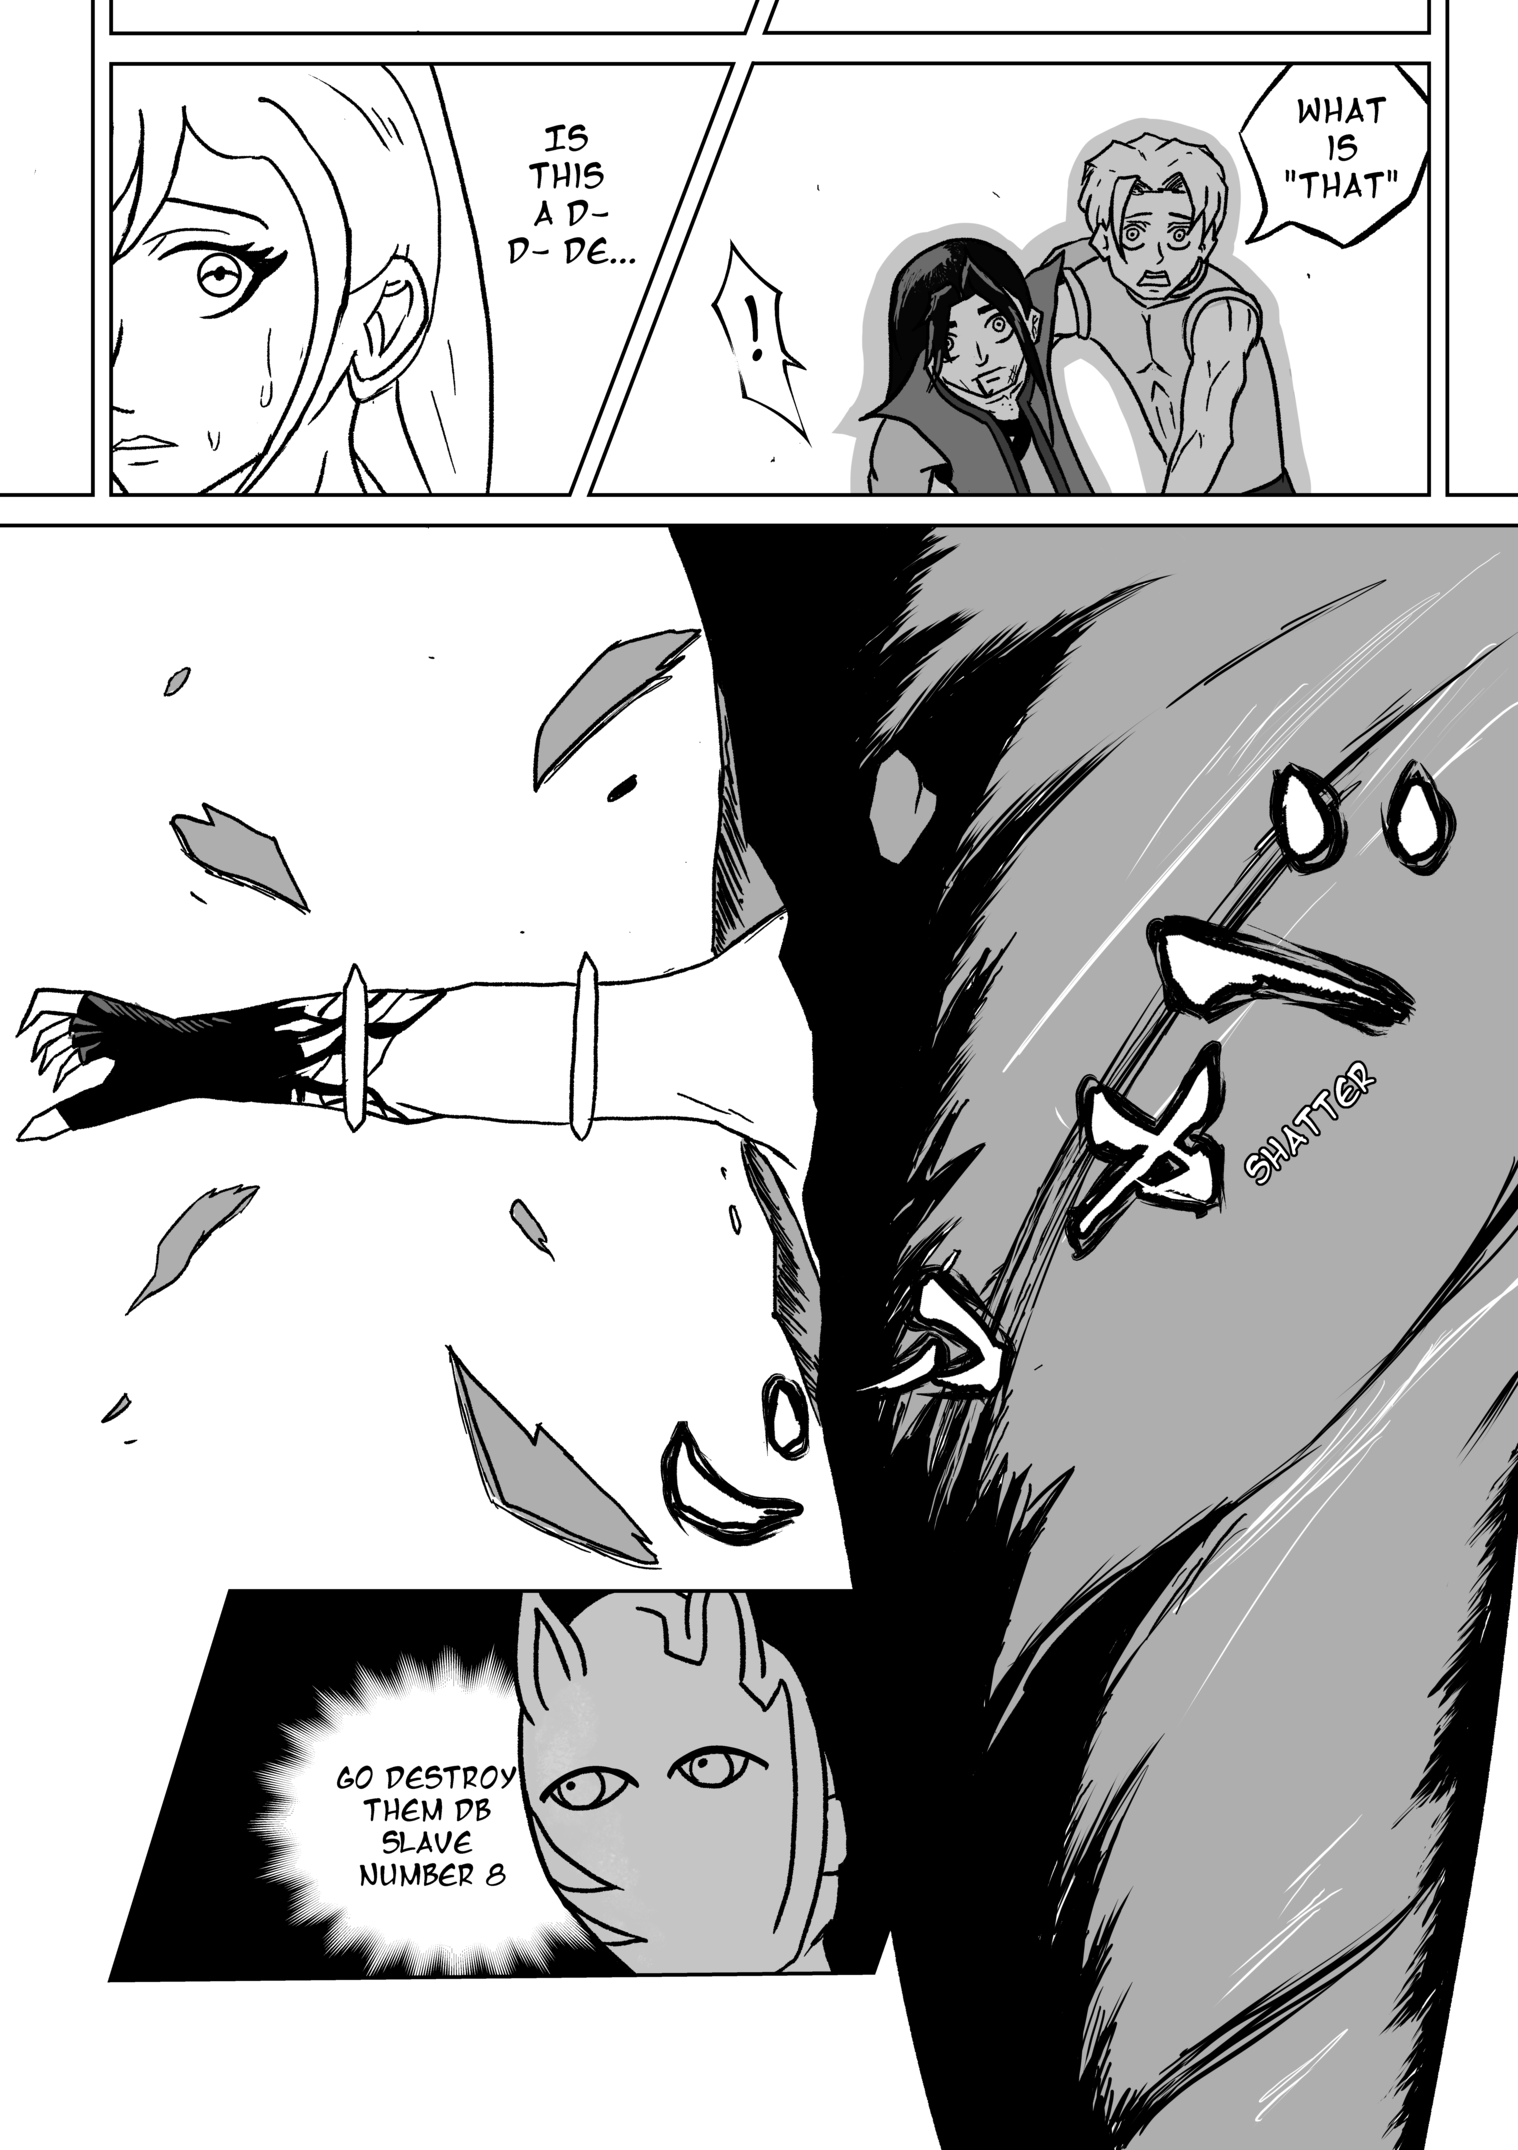 WHAT
IS
"THAT"
!
IS
THIS
A D-
D- DE...
SHATTER
GO DESTROY
THEM DB
SLAVE
NUMBER 8